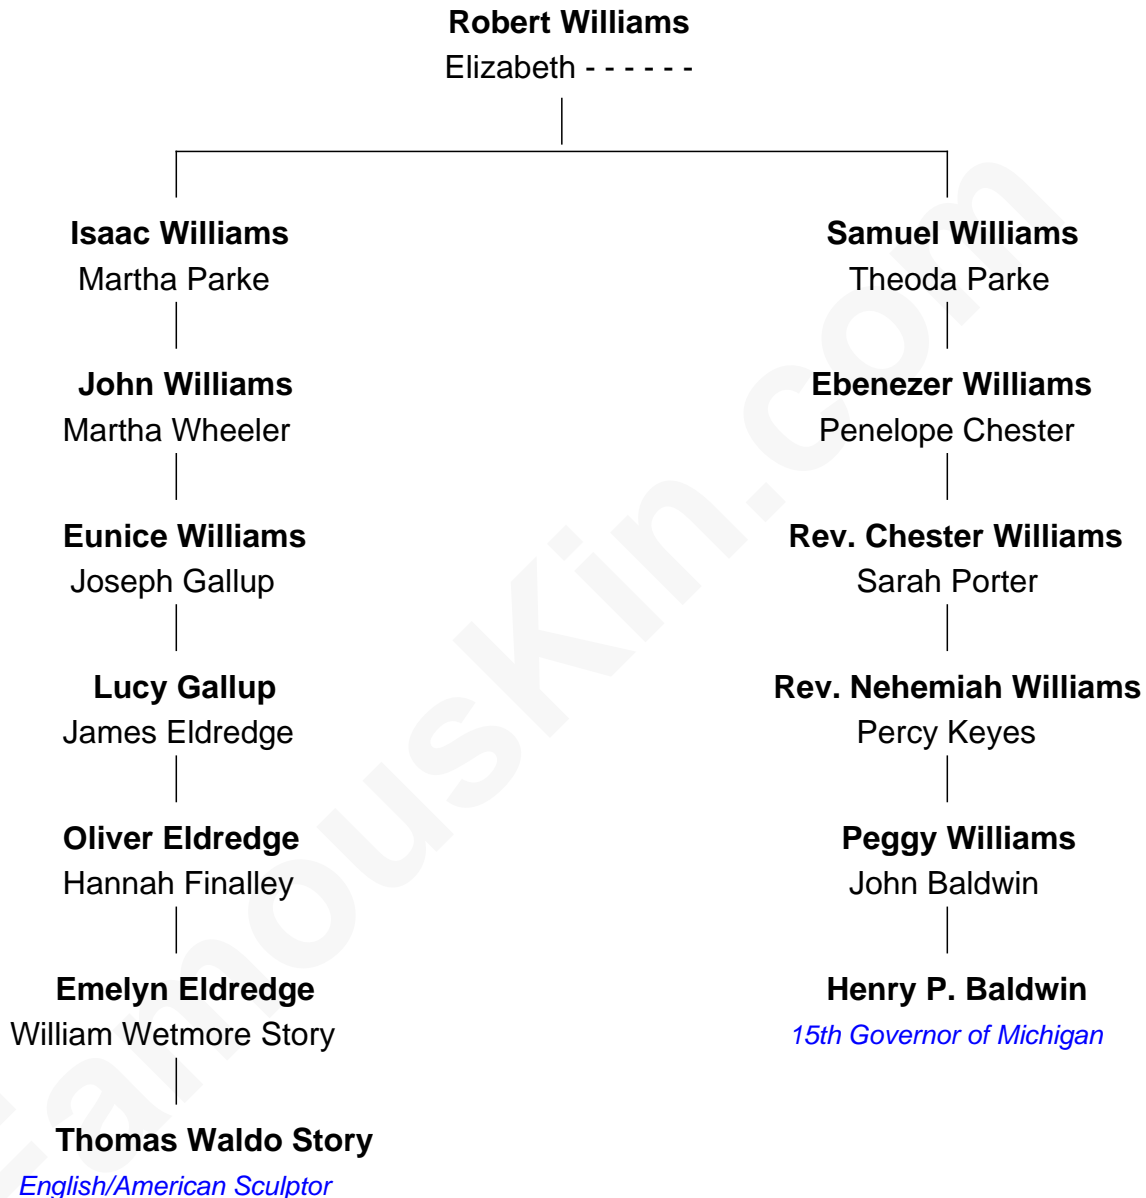 Robert Williams
Elizabeth - - - - - -
Isaac Williams
Martha Parke
Samuel Williams
Theoda Parke
John Williams
Martha Wheeler
Ebenezer Williams
Penelope Chester
Eunice Williams
Joseph Gallup
Rev. Chester Williams
Sarah Porter
Lucy Gallup
James Eldredge
Rev. Nehemiah Williams
Percy Keyes
Oliver Eldredge
Hannah Finalley
Peggy Williams
John Baldwin
Emelyn Eldredge
William Wetmore Story
Henry P. Baldwin
15th Governor of Michigan
Thomas Waldo Story
English/American Sculptor
FamousKin.com